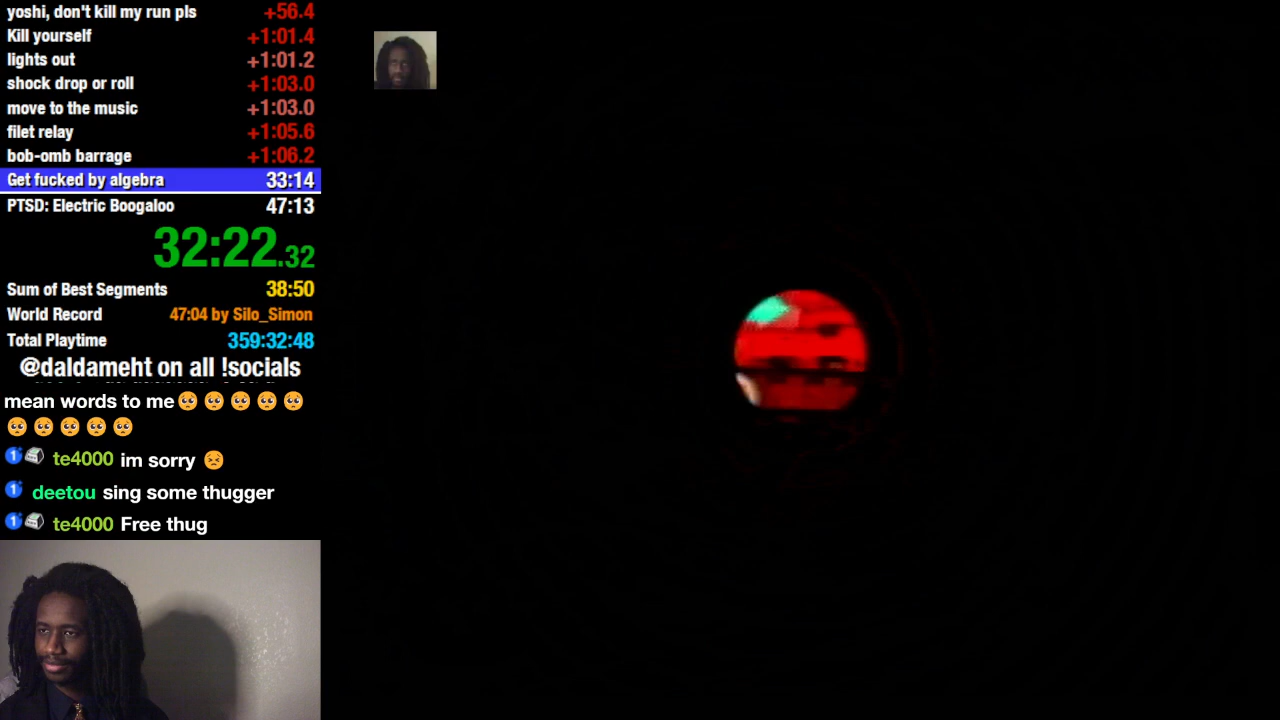 yoshi, don't kill my run pls +56.4
Kill yourself +1:01.4
lights out +1:01.2
shock drop or roll +1:03.0
move to the music +1:03.0
filet relay +1:05.6
bob-omb barrage +1:06.2
Get fucked by algebra 33:14
PTSD: Electric Boogaloo 47:13
32:22.32
Sum of Best Segments 38:50
World Record 47:04 by Silo_Simon
Total Playtime 359:32:48
@daldameht on all !socials
mean words to me🥺 🥺 🥺 🥺 🥺
🥺 🥺 🥺 🥺 🥺
1 te4000 im sorry 😣
1 deetou sing some thugger
1 te4000 Free thug